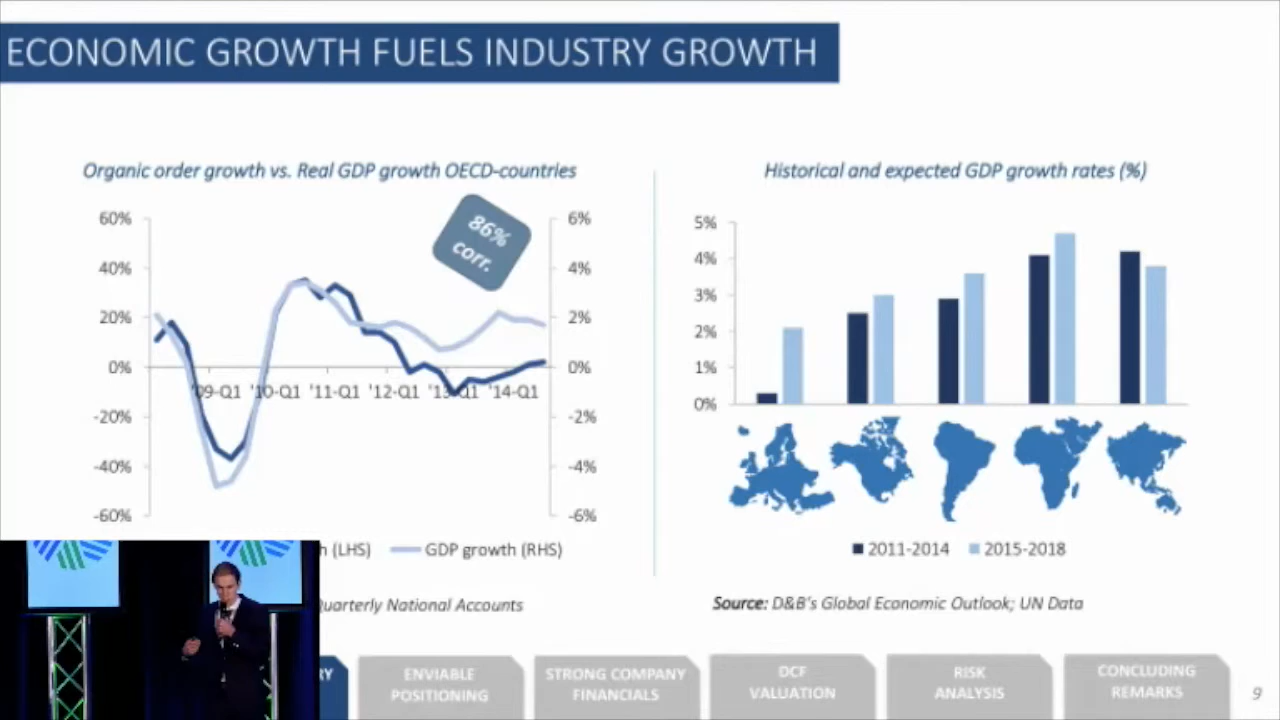 ECONOMIC GROWTH FUELS INDUSTRY GROWTH
Organic order growth vs. Real GDP growth OECD-countries
86%
corr.
60%
40%
20%
0%
-20%
-40%
-60%
6%
4%
2%
0%
-2%
-4%
-6%
'09-Q1 '10-Q1 '11-Q1 '12-Q1 '13-Q1 '14-Q1
(LHS) GDP growth (RHS)
Quarterly National Accounts
Historical and expected GDP growth rates (%)
5%
4%
3%
2%
1%
0%
2011-2014 2015-2018
Source: D&B's Global Economic Outlook; UN Data
ENVIABLE
POSITIONING
STRONG COMPANY
FINANCIALS
DCF
VALUATION
RISK
ANALYSIS
CONCLUDING
REMARKS
9